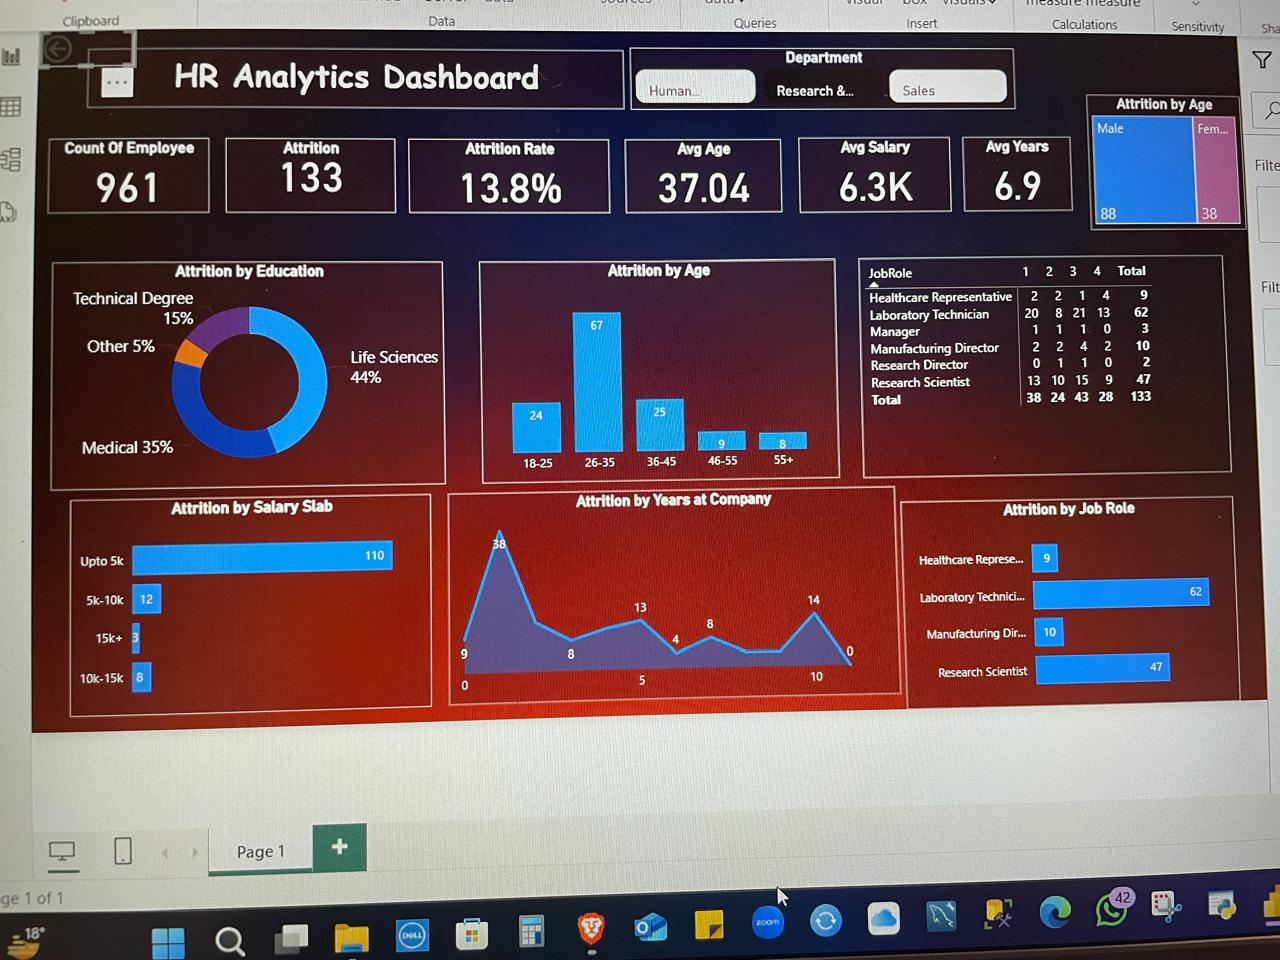 Clipboard
Data
Queries
Insert
Calculations
Sensitivity
HR Analytics Dashboard
Department
Human...
Research &...
Sales
Count Of Employee
961
Attrition
133
Attrition Rate
13.8%
Avg Age
37.04
Avg Salary
6.3K
Avg Years
6.9
Attrition by Age
Male
Fem...
88
38
Attrition by Education
Technical Degree
15%
Other 5%
Life Sciences
44%
Medical 35%
Attrition by Age
67
24
25
9
8
18-25
26-35
36-45
46-55
55+
JobRole 1 2 3 4 Total
Healthcare Representative 2 2 1 4 9
Laboratory Technician 20 8 21 13 62
Manager 1 1 1 0 3
Manufacturing Director 2 2 4 2 10
Research Director 0 1 1 0 2
Research Scientist 13 10 15 9 47
Total 38 24 43 28 133
Attrition by Salary Slab
Upto 5k 110
5k-10k 12
15k+ 3
10k-15k 8
Attrition by Years at Company
38
13
14
9
8
4
8
0
0
5
10
Attrition by Job Role
Healthcare Represe... 9
Laboratory Technici... 62
Manufacturing Dir... 10
Research Scientist 47
Page 1
ge 1 of 1
18°
DELL
zoom
42